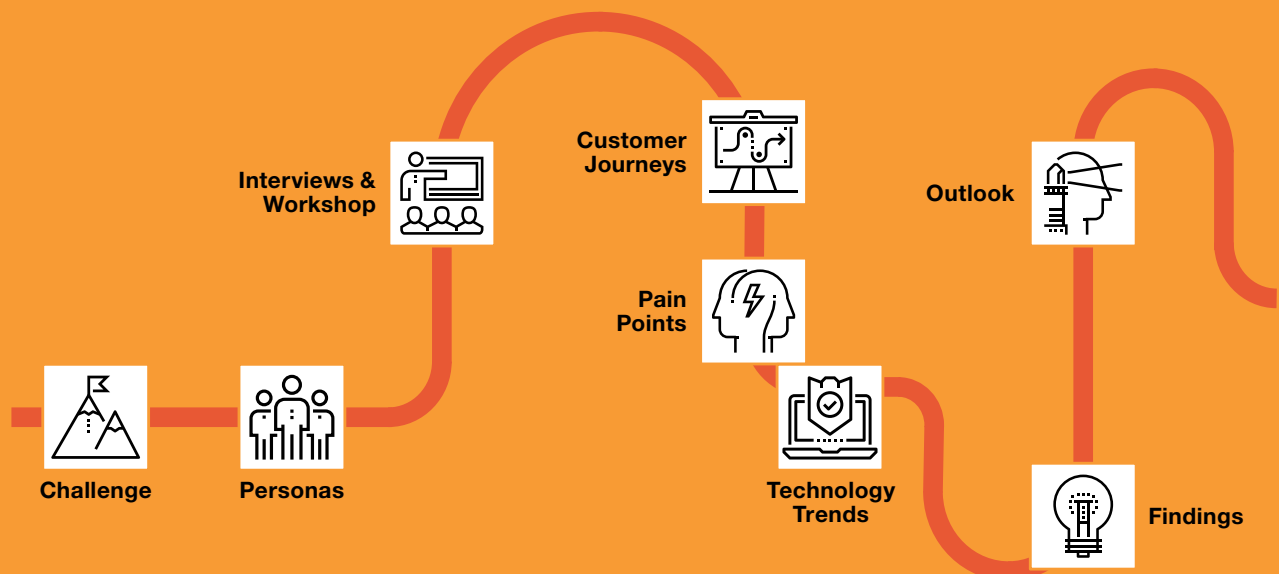 Challenge
Personas
Interviews &
Workshop
Customer
Journeys
Pain
Points
Technology
Trends
Findings
Outlook